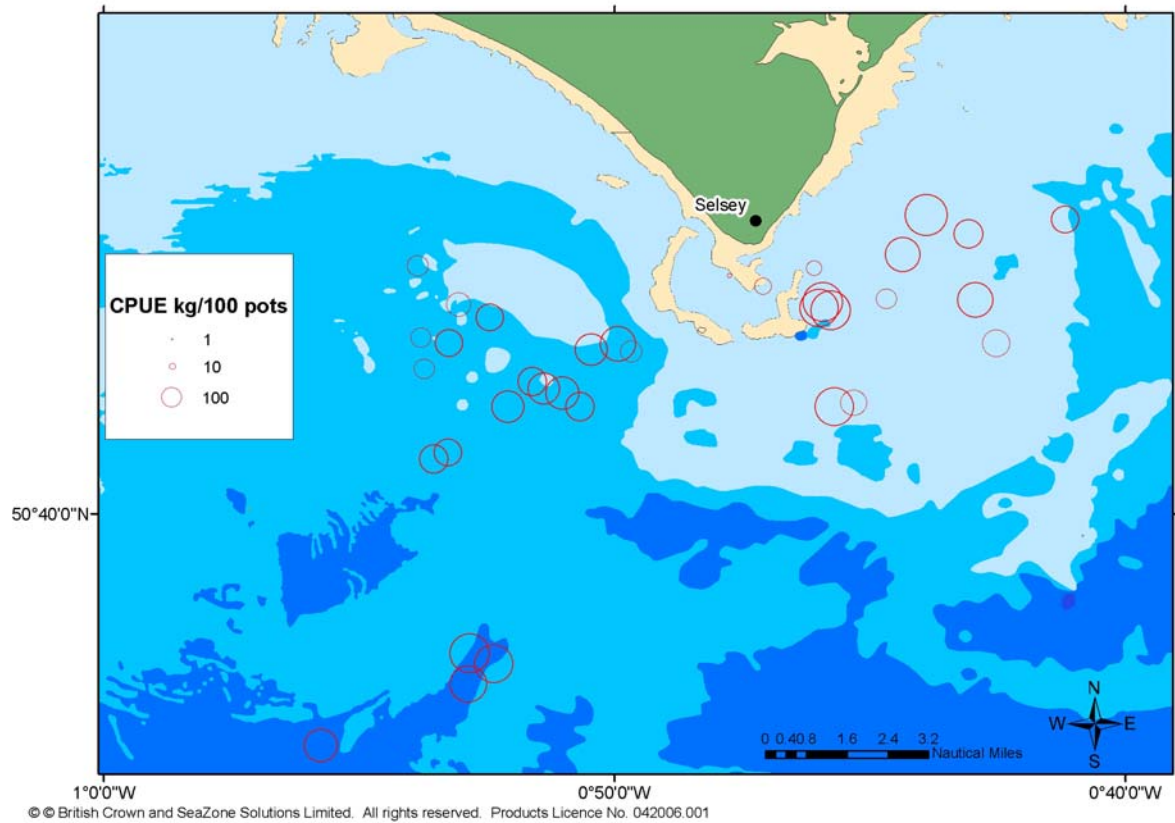 Selsey
CPUE kg/100 pots
1
10
100
50°40'0"N
N
W E
S
0 0.40.8 1.6 2.4 3.2
Nautical Miles
1°0'0"W 0°50'0"W 0°40'0"W
© © British Crown and SeaZone Solutions Limited. All rights reserved. Products Licence No. 042006.001